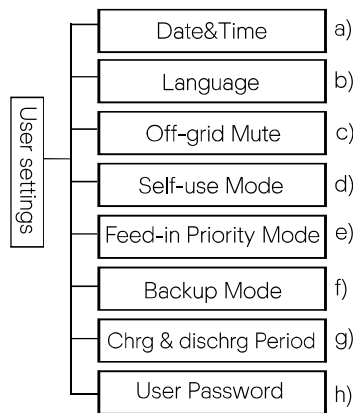 User settings
Date&Time a)
Language b)
Off-grid Mute c)
Self-use Mode d)
Feed-in Priority Mode e)
Backup Mode f)
Chrg & dischrg Period g)
User Password h)